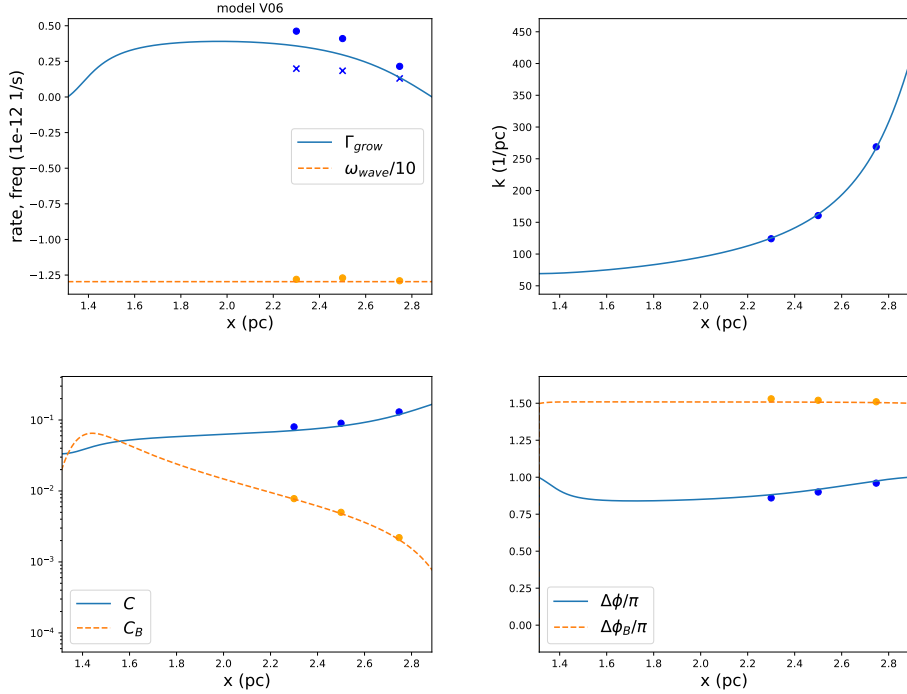 model V06
rate, freq (1e-12 1/s)
0.50
0.25
0.00
−0.25
−0.50
−0.75
−1.00
−1.25
Γ_grow
ω_wave/10
1.4 1.6 1.8 2.0 2.2 2.4 2.6 2.8
x (pc)
k (1/pc)
450
400
350
300
250
200
150
100
50
1.4 1.6 1.8 2.0 2.2 2.4 2.6 2.8
x (pc)
10⁻¹
10⁻²
10⁻³
10⁻⁴
C
C_B
1.4 1.6 1.8 2.0 2.2 2.4 2.6 2.8
x (pc)
1.50
1.25
1.00
0.75
0.50
0.25
0.00
Δϕ/π
Δϕ_B/π
1.4 1.6 1.8 2.0 2.2 2.4 2.6 2.8
x (pc)